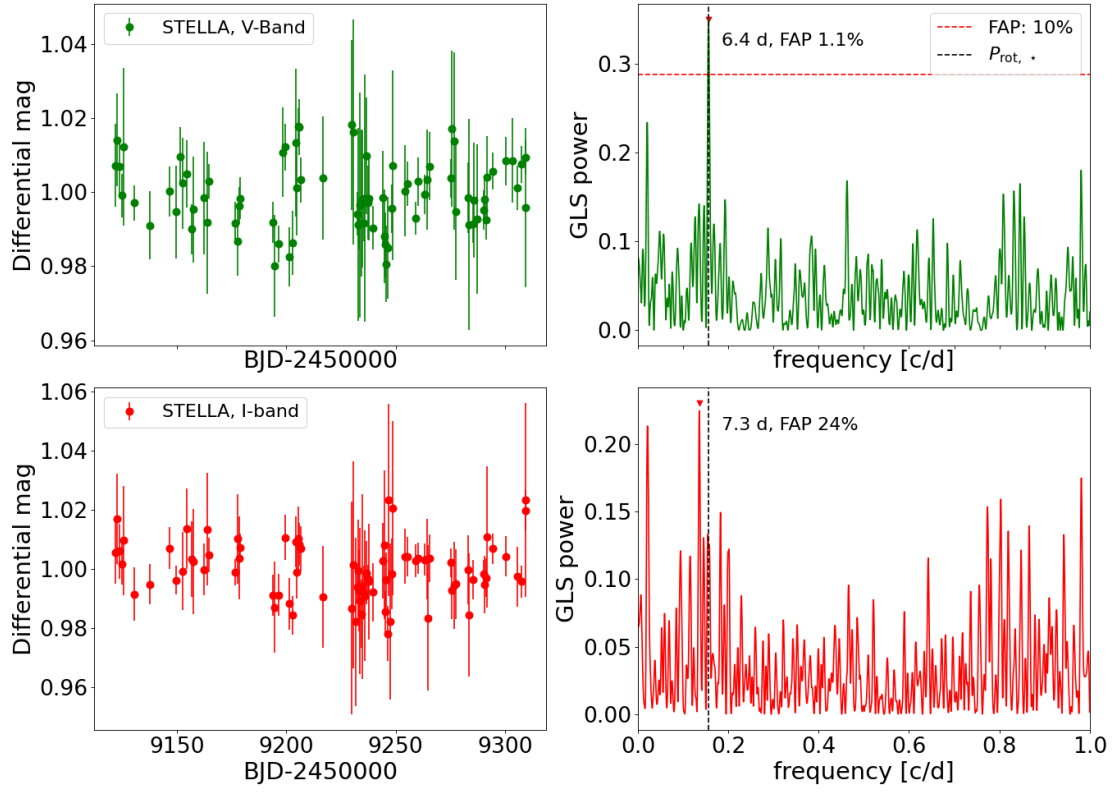 STELLA, V-Band
Differential mag
1.04
1.02
1.00
0.98
0.96
9150
9200
9250
9300
BJD-2450000
6.4 d, FAP 1.1%
FAP: 10%
P_rot, ⋆
GLS power
0.3
0.2
0.1
0.0
frequency [c/d]
STELLA, I-band
Differential mag
1.06
1.04
1.02
1.00
0.98
0.96
9150
9200
9250
9300
BJD-2450000
7.3 d, FAP 24%
GLS power
0.20
0.15
0.10
0.05
0.00
0.0
0.2
0.4
0.6
0.8
1.0
frequency [c/d]